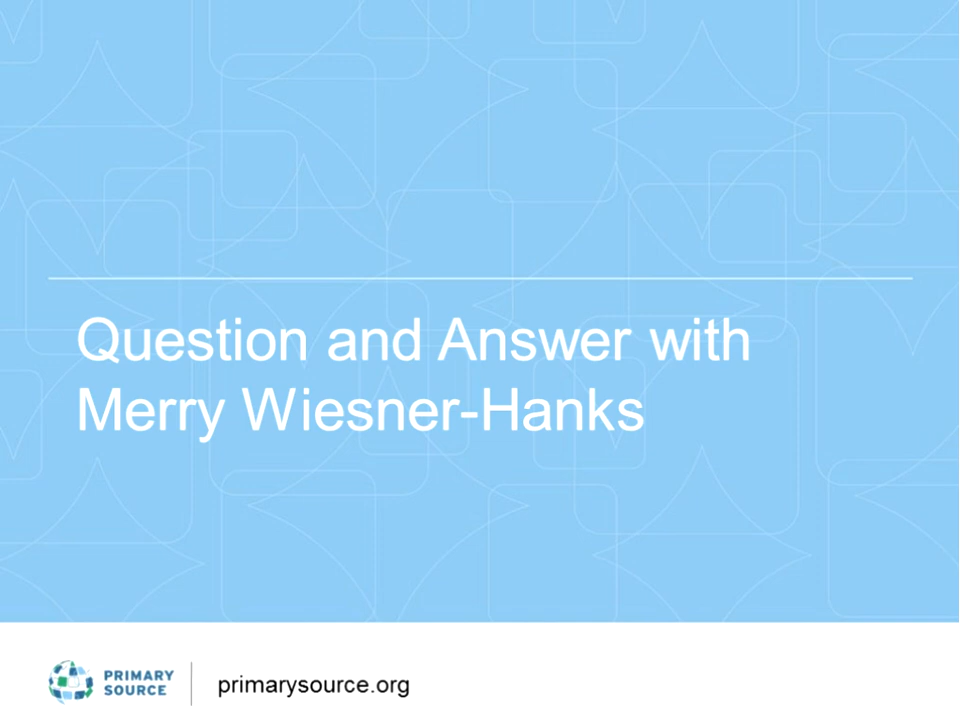 Question and Answer with
Merry Wiesner-Hanks
PRIMARY
SOURCE
primarysource.org